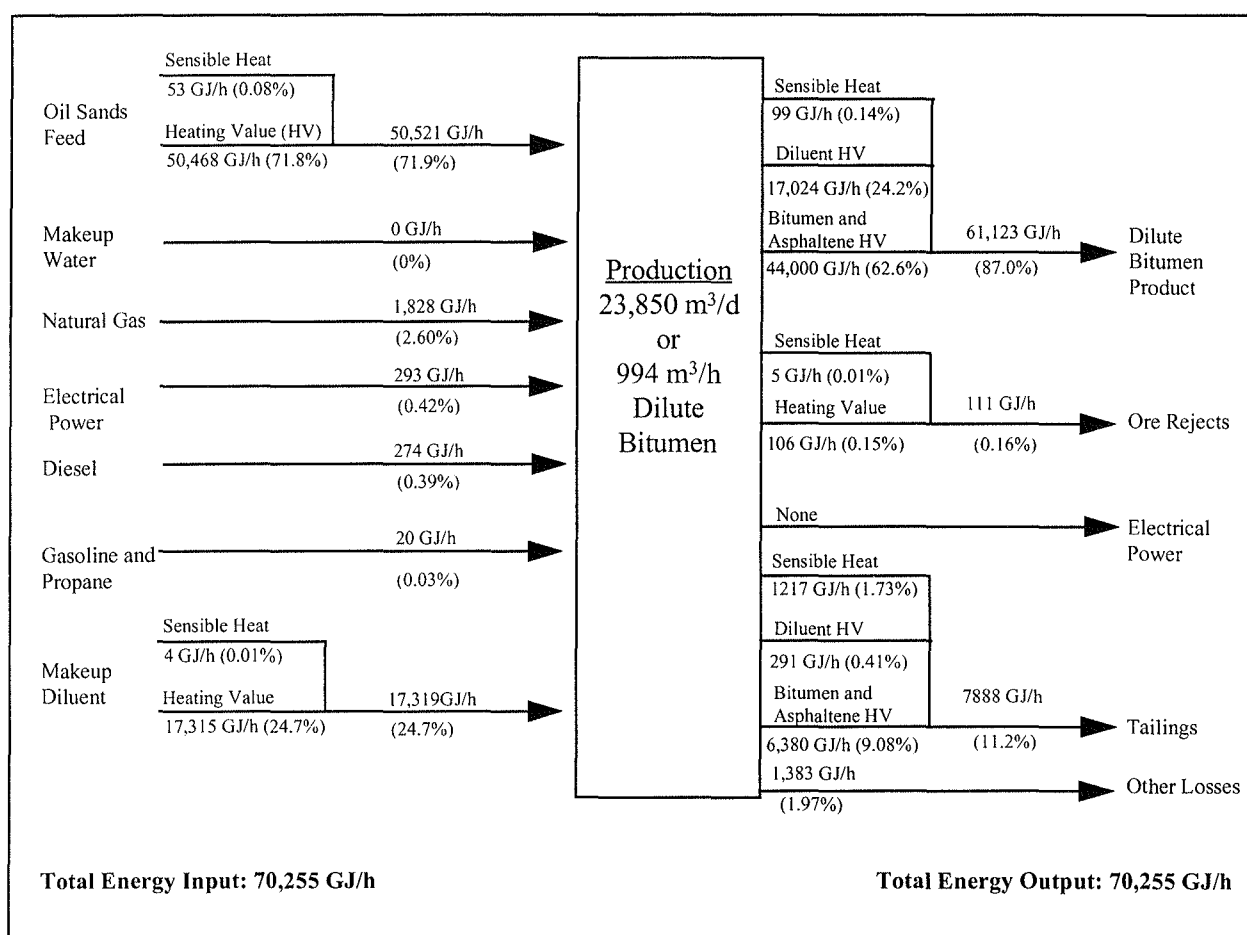 Sensible Heat
53 GJ/h (0.08%)
Oil Sands
Feed
Heating Value (HV)
50,468 GJ/h (71.8%)
50,521 GJ/h
(71.9%)
Makeup
Water
0 GJ/h
(0%)
Natural Gas
1,828 GJ/h
(2.60%)
Electrical
Power
293 GJ/h
(0.42%)
Diesel
274 GJ/h
(0.39%)
Gasoline and
Propane
20 GJ/h
(0.03%)
Sensible Heat
4 GJ/h (0.01%)
Makeup
Diluent
Heating Value
17,315 GJ/h (24.7%)
17,319GJ/h
(24.7%)
Production
23,850 m³/d
or
994 m³/h
Dilute
Bitumen
Sensible Heat
99 GJ/h (0.14%)
Diluent HV
17,024 GJ/h (24.2%)
Bitumen and
Asphaltene HV
44,000 GJ/h (62.6%)
61,123 GJ/h
(87.0%)
Dilute
Bitumen
Product
Sensible Heat
5 GJ/h (0.01%)
Heating Value
106 GJ/h (0.15%)
111 GJ/h
(0.16%)
Ore Rejects
None
Electrical
Power
Sensible Heat
1217 GJ/h (1.73%)
Diluent HV
291 GJ/h (0.41%)
Bitumen and
Asphaltene HV
6,380 GJ/h (9.08%)
7888 GJ/h
(11.2%)
Tailings
1,383 GJ/h
(1.97%)
Other Losses
Total Energy Input: 70,255 GJ/h
Total Energy Output: 70,255 GJ/h